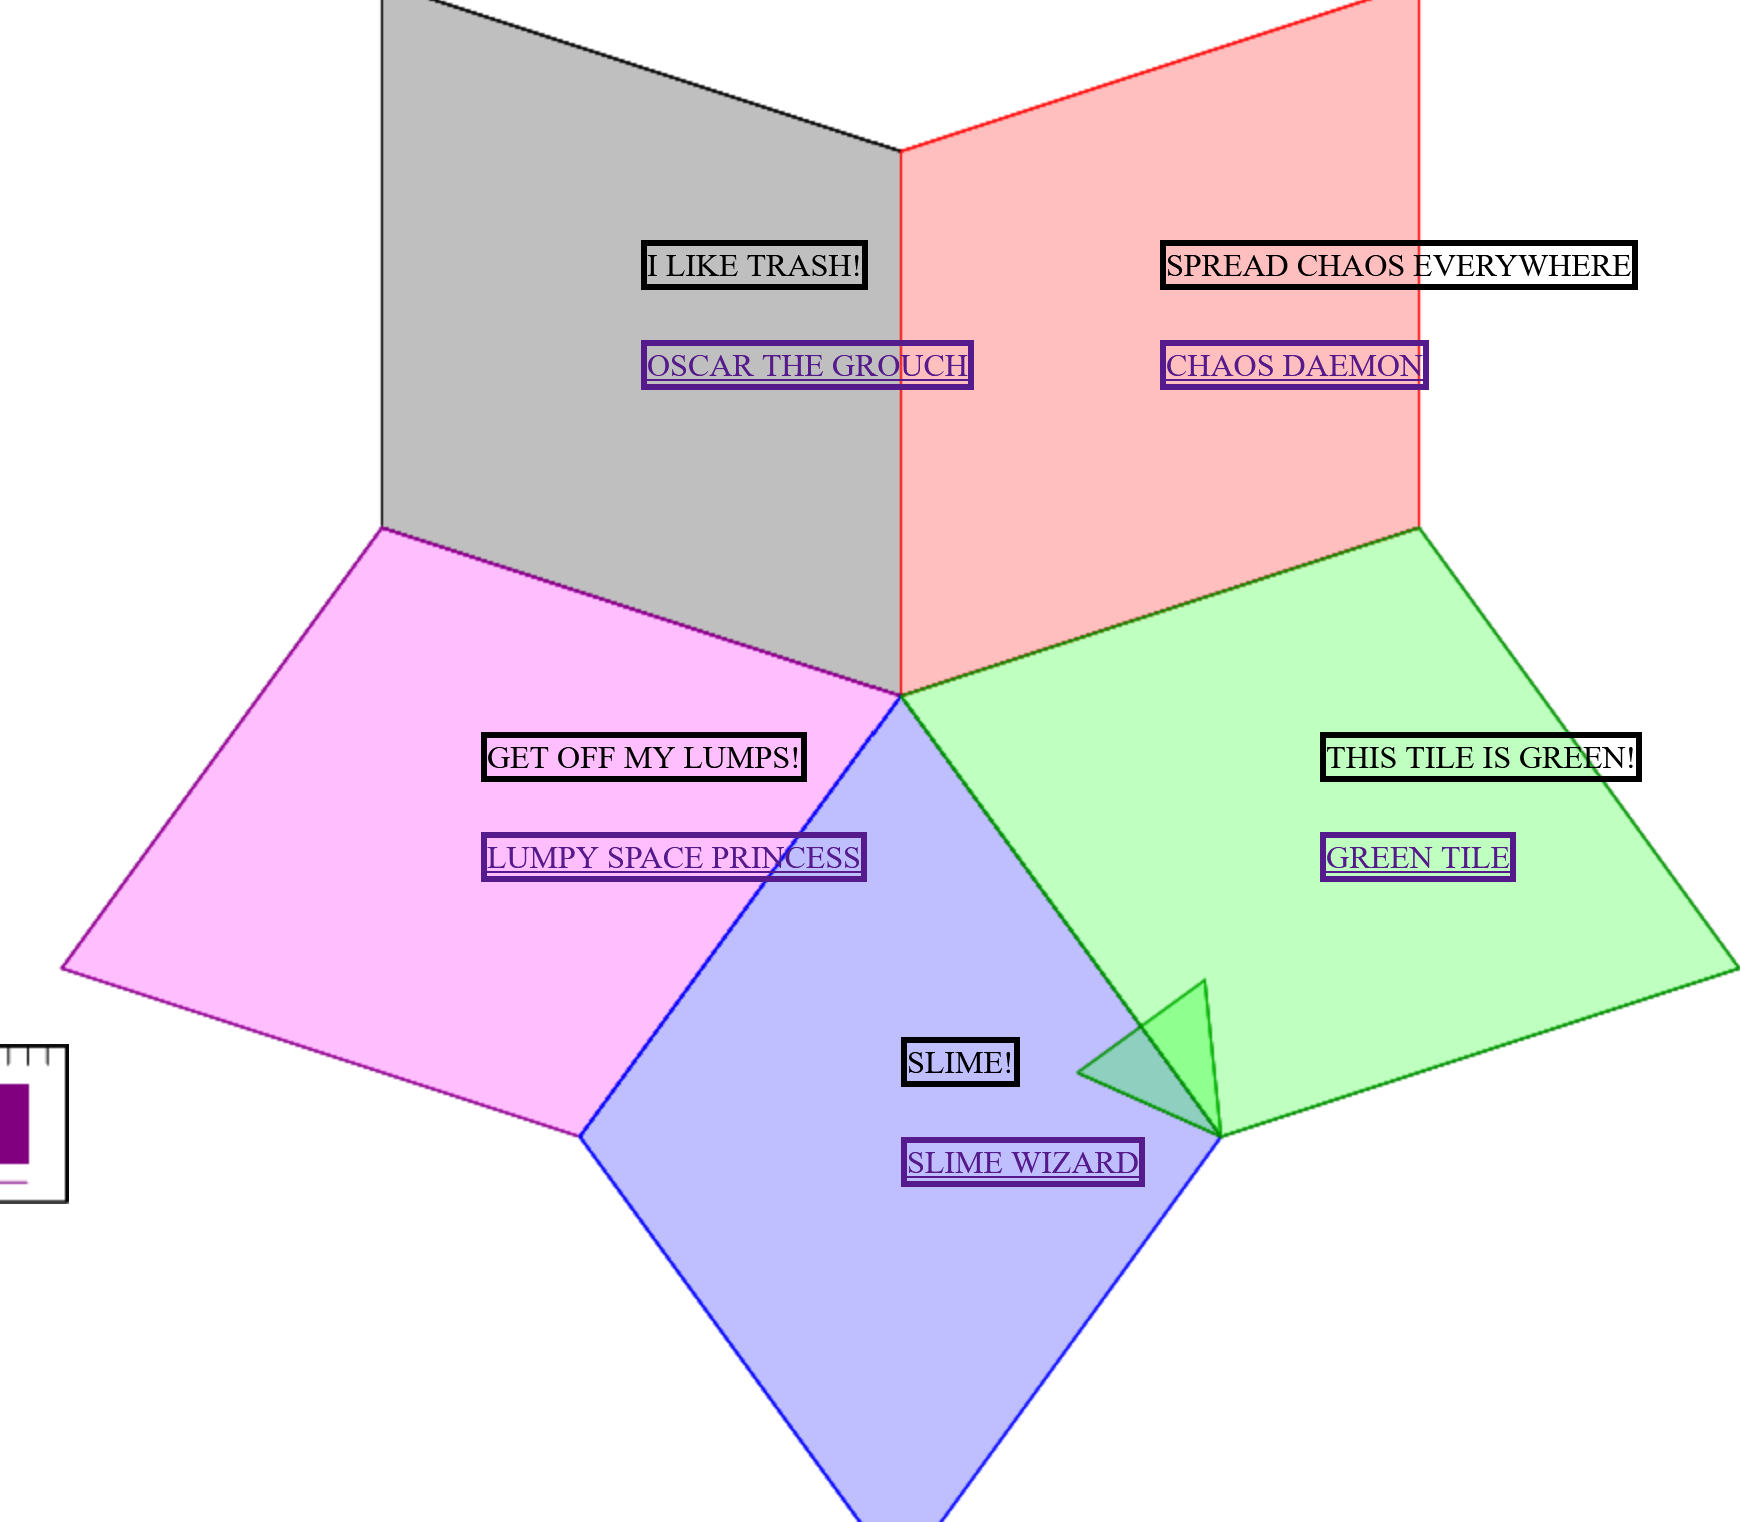 I LIKE TRASH!
SPREAD CHAOS EVERYWHERE
OSCAR THE GROUCH
CHAOS DAEMON
GET OFF MY LUMPS!
THIS TILE IS GREEN!
LUMPY SPACE PRINCESS
GREEN TILE
SLIME!
SLIME WIZARD